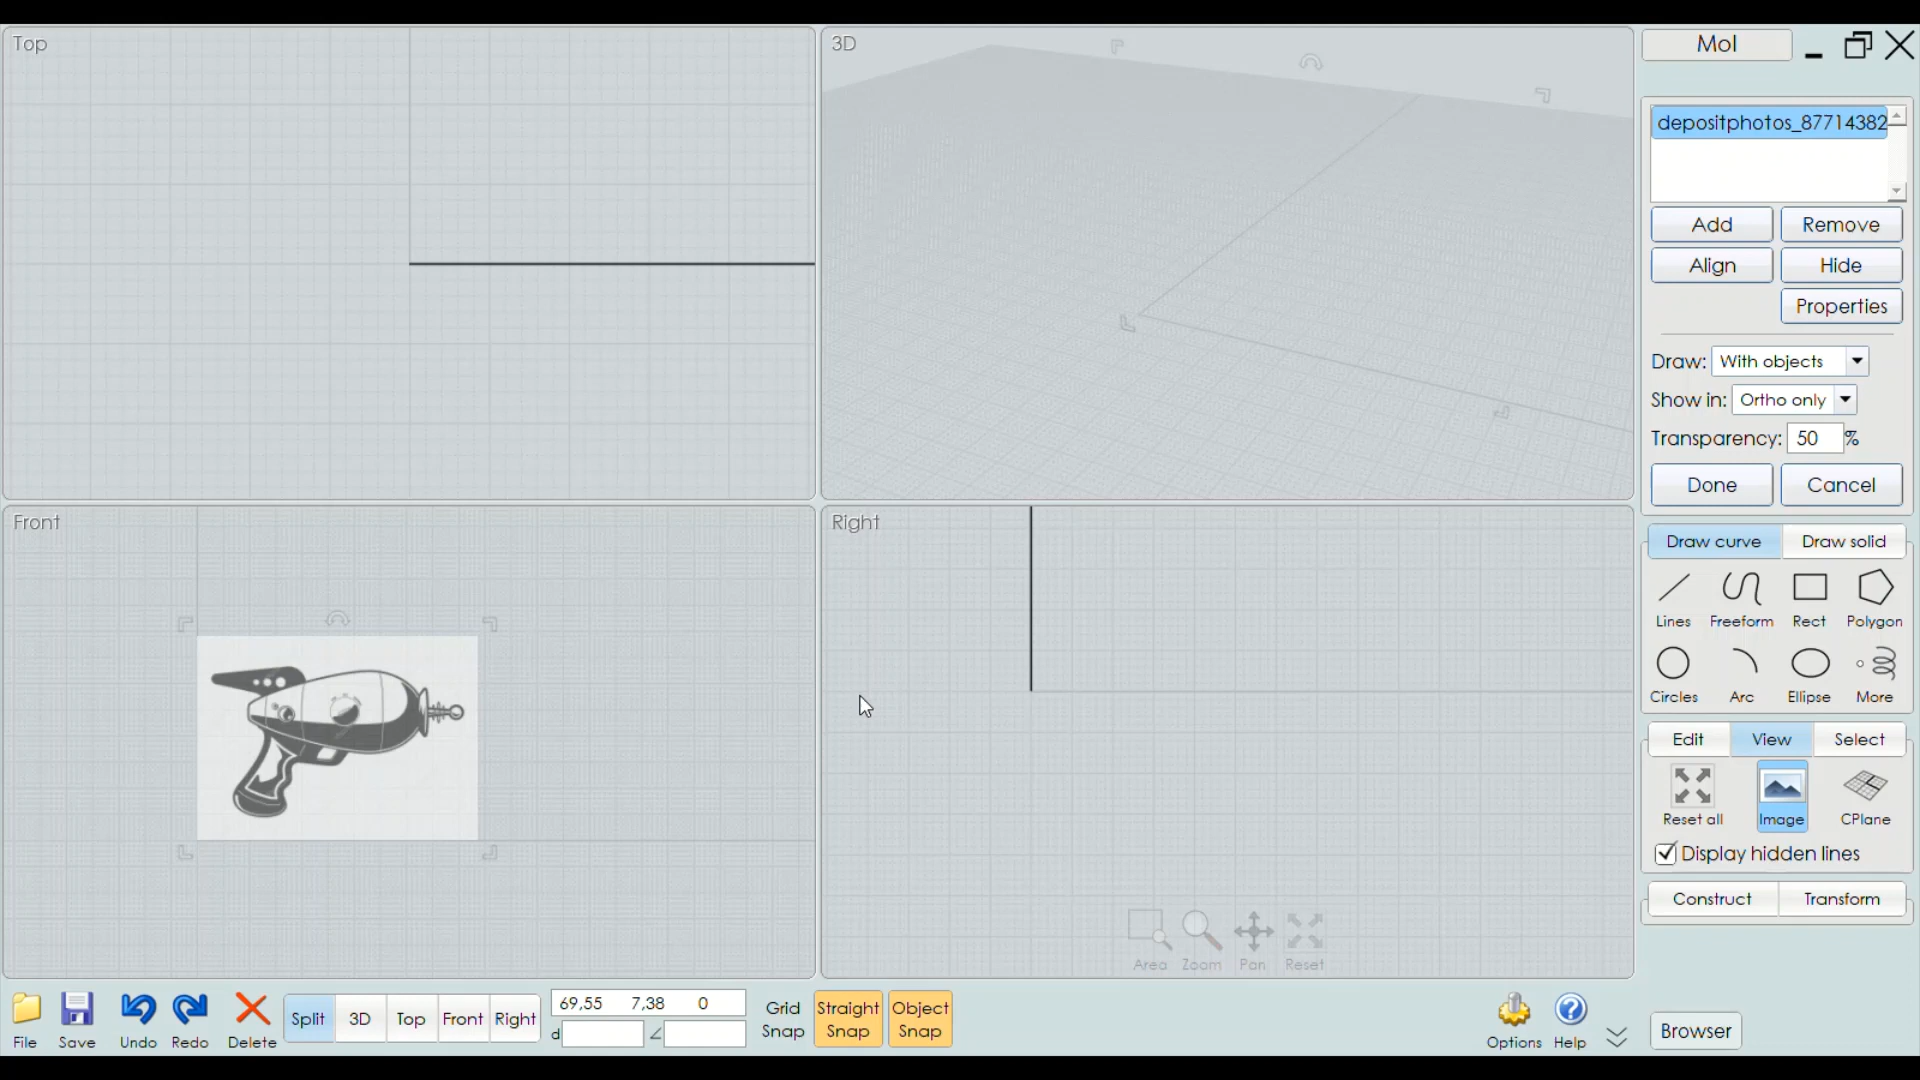 Top
3D
MoI
depositphotos_87714382
Add
Remove
Align
Hide
Properties
Draw: With objects
Show in: Ortho only
Transparency: 50 %
Done
Cancel
Front
Right
Draw curve
Draw solid
Lines
Freeform
Rect
Polygon
Circles
Arc
Ellipse
More
Edit
View
Select
Reset all
Image
CPlane
Display hidden lines
Construct
Transform
Area
Zoom
Pan
Reset
File
Save
Undo
Redo
Delete
Split
3D
Top
Front
Right
69,55 7,38 0
d
∠
Grid Snap
Straight Snap
Object Snap
Options
Help
Browser